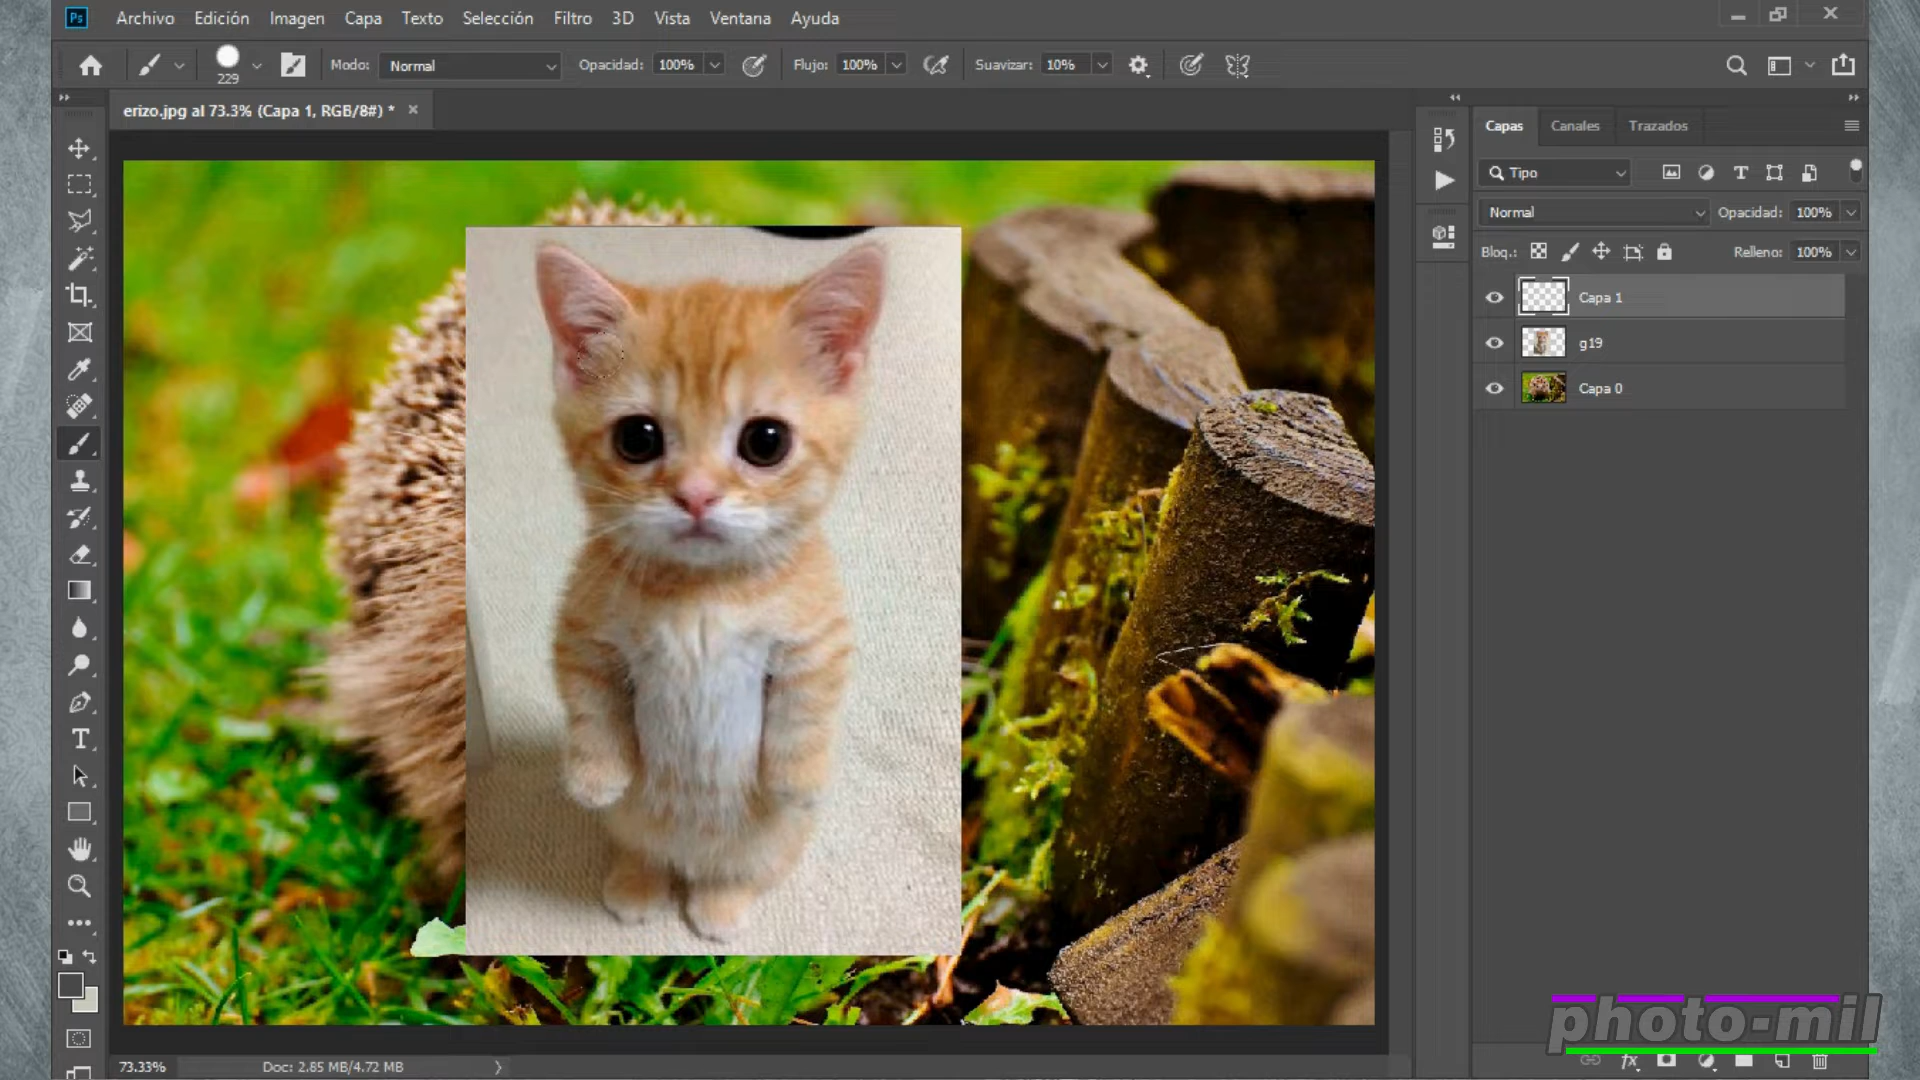 Ps Archivo Edición Imagen Capa Texto Selección Filtro 3D Vista Ventana Ayuda
229 Modo: Normal Opacidad: 100% Flujo: 100% Suavizar: 10%
erizo.jpg al 73.3% (Capa 1, RGB/8#) *
Capas Canales Trazados
Tipo
Normal Opacidad: 100%
Bloq.: Relleno: 100%
Capa 1
g19
Capa 0
photo-mil
73.33% Doc: 2.85 MB/4.72 MB